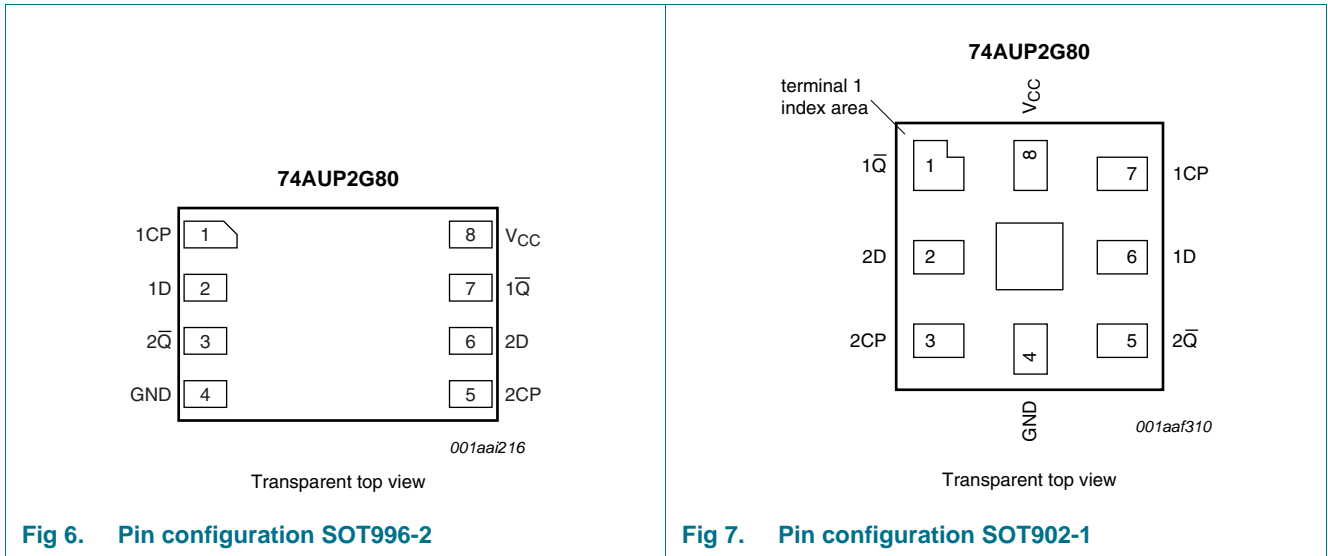 74AUP2G80
1CP 1 8 VCC
1D 2 7 1Q̅
2Q̅ 3 6 2D
GND 4 5 2CP
001aai216
Transparent top view
Fig 6. Pin configuration SOT996-2
74AUP2G80
terminal 1
index area
VCC
1Q̅ 1 8 7 1CP
2D 2 6 1D
2CP 3 4 5 2Q̅
GND
001aaf310
Transparent top view
Fig 7. Pin configuration SOT902-1